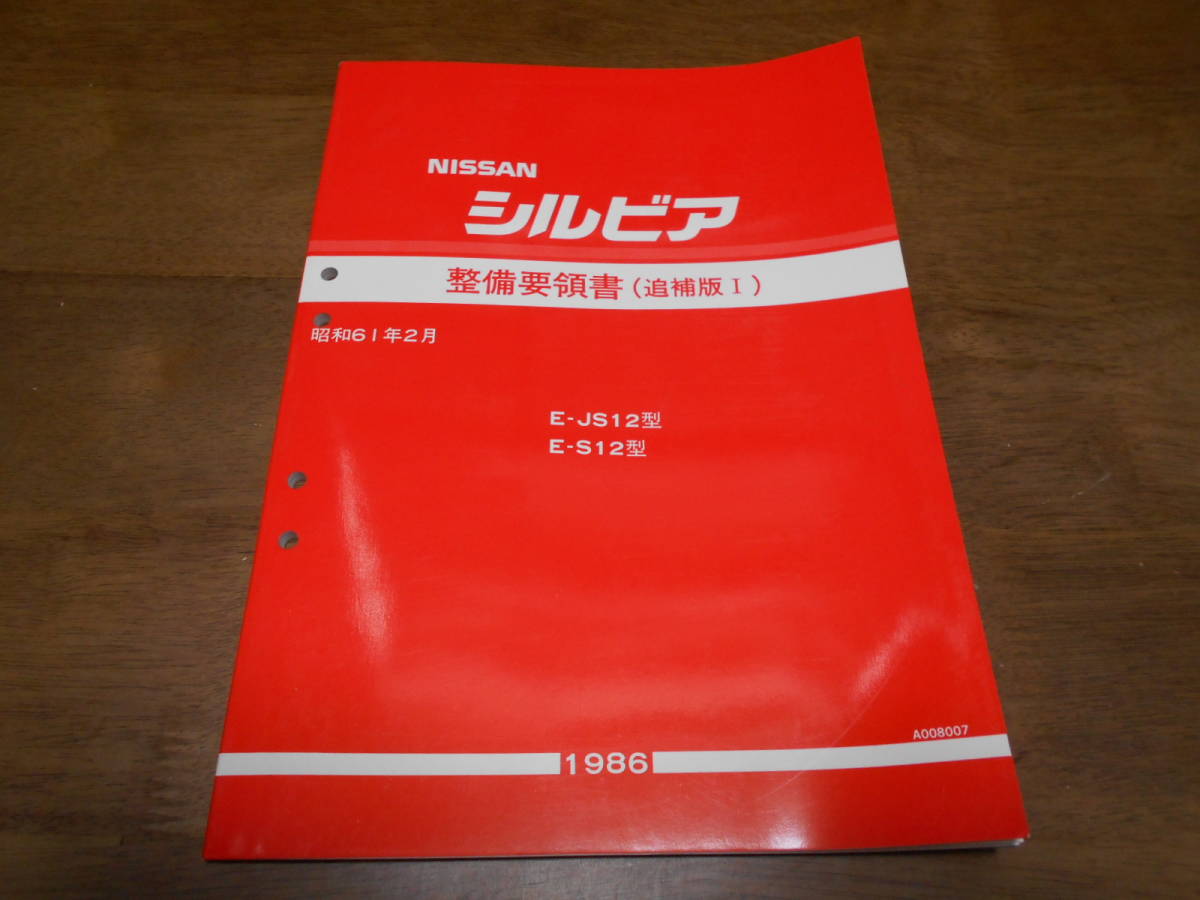 NISSAN
シルビア
整備要領書(追補版Ⅰ)
昭和61年2月
E-JS12型
E-S12型
A008007
1986